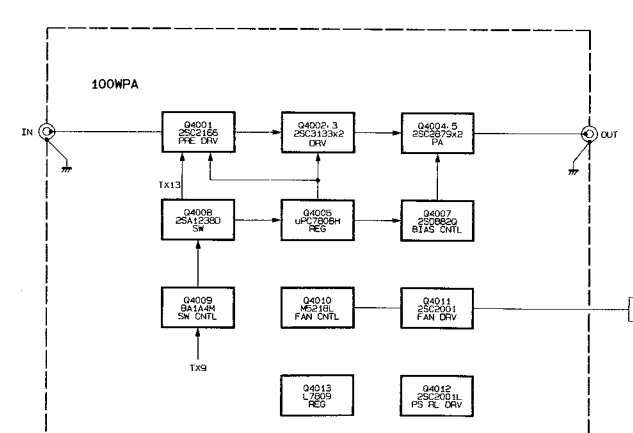 100WPA
IN
Q4001
2SC2166
PRE DRV
Q4002,3
2SC3133x2
DRV
Q4004,5
2SC2879x2
PA
OUT
TX13
Q4008
2SA1238D
SW
Q4006
uPC7808H
REG
Q4007
2SD882Q
BIAS CNTL
Q4009
BA1A4M
SW CNTL
Q4010
M5218L
FAN CNTL
Q4011
2SC2001
FAN DRV
TX9
Q4013
L7809
REG
Q4012
2SC2001L
PS RL DRV